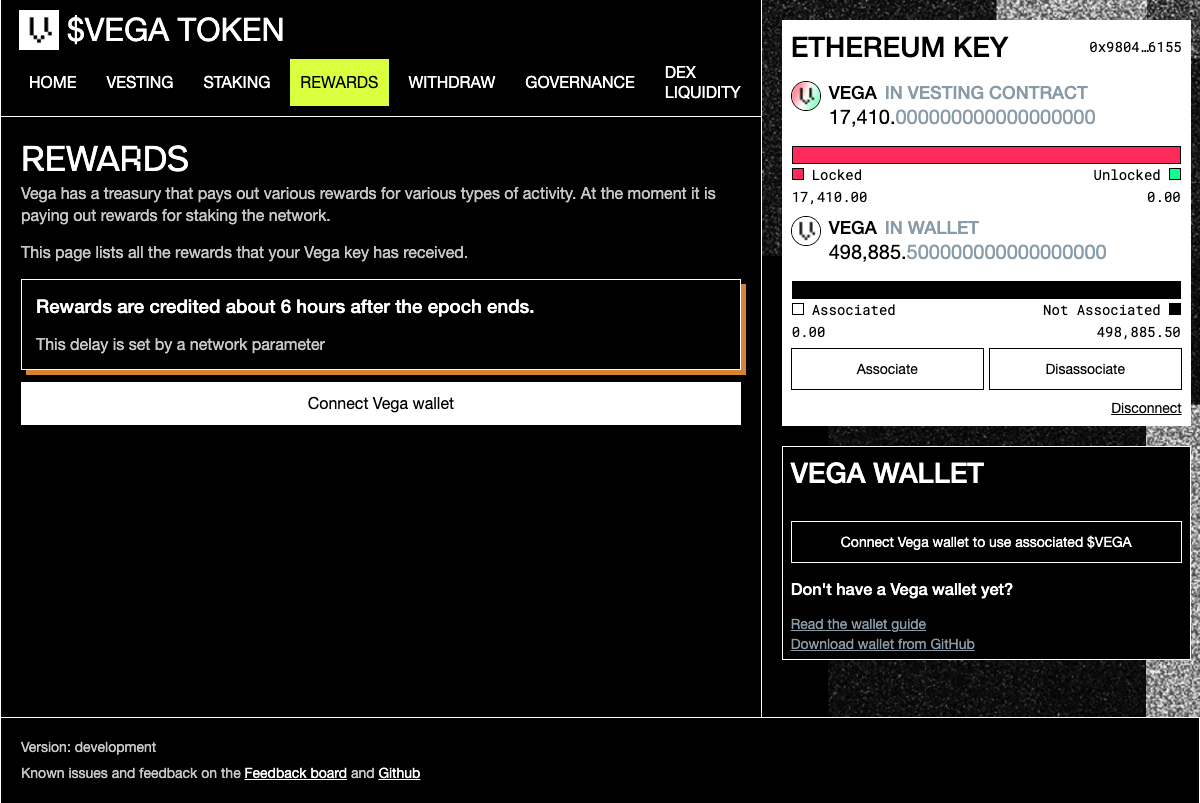 $VEGA TOKEN
HOME
VESTING
STAKING
REWARDS
WITHDRAW
GOVERNANCE
DEX
LIQUIDITY
REWARDS
Vega has a treasury that pays out various rewards for various types of activity. At the moment it is
paying out rewards for staking the network.
This page lists all the rewards that your Vega key has received.
Rewards are credited about 6 hours after the epoch ends.
This delay is set by a network parameter
Connect Vega wallet
ETHEREUM KEY
0x9804…6155
VEGA IN VESTING CONTRACT
17,410.000000000000000000
Locked
Unlocked
17,410.00
0.00
VEGA IN WALLET
498,885.500000000000000000
Associated
Not Associated
0.00
498,885.50
Associate
Disassociate
Disconnect
VEGA WALLET
Connect Vega wallet to use associated $VEGA
Don't have a Vega wallet yet?
Read the wallet guide
Download wallet from GitHub
Version: development
Known issues and feedback on the Feedback board and Github